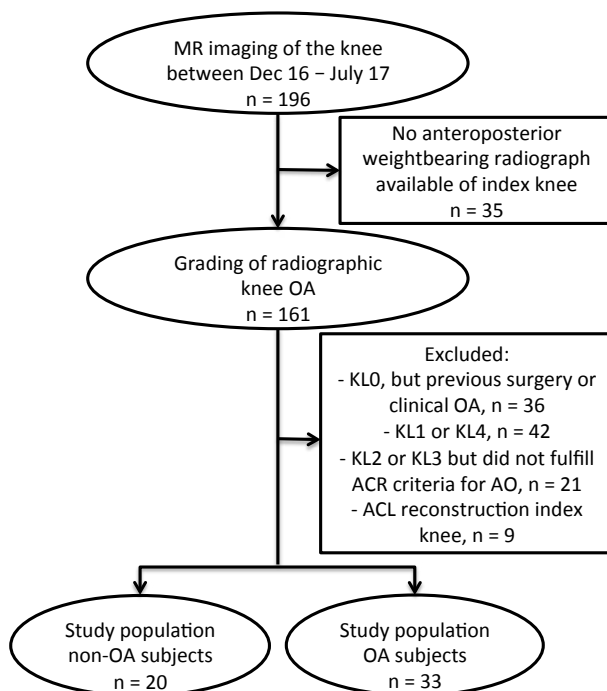 MR imaging of the knee
between Dec 16 – July 17
n = 196
No anteroposterior
weightbearing radiograph
available of index knee
n = 35
Grading of radiographic
knee OA
n = 161
Excluded:
- KL0, but previous surgery or
clinical OA, n = 36
- KL1 or KL4, n = 42
- KL2 or KL3 but did not fulfill
ACR criteria for AO, n = 21
- ACL reconstruction index
knee, n = 9
Study population
non-OA subjects
n = 20
Study population
OA subjects
n = 33